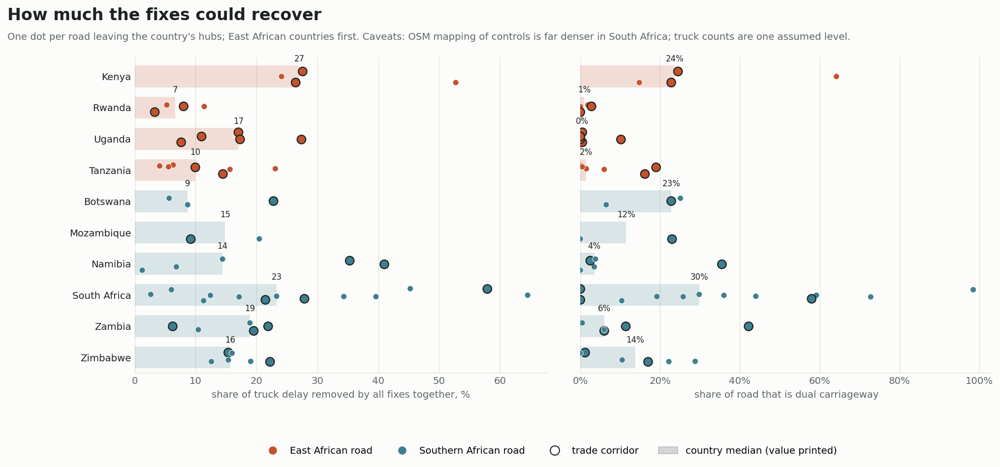 How much the fixes could recover
One dot per road leaving the country's hubs; East African countries first. Caveats: OSM mapping of controls is far denser in South Africa; truck counts are one assumed level.
27
24%
Kenya
7
1%
Rwanda
17
0%
Uganda
10
2%
Tanzania
9
23%
Botswana
15
12%
Mozambique
14
4%
Namibia
23
30%
South Africa
19
6%
Zambia
16
14%
Zimbabwe
0 10 20 30 40 50 60
0% 20% 40% 60% 80% 100%
share of truck delay removed by all fixes together, %
share of road that is dual carriageway
East African road
Southern African road
trade corridor
country median (value printed)